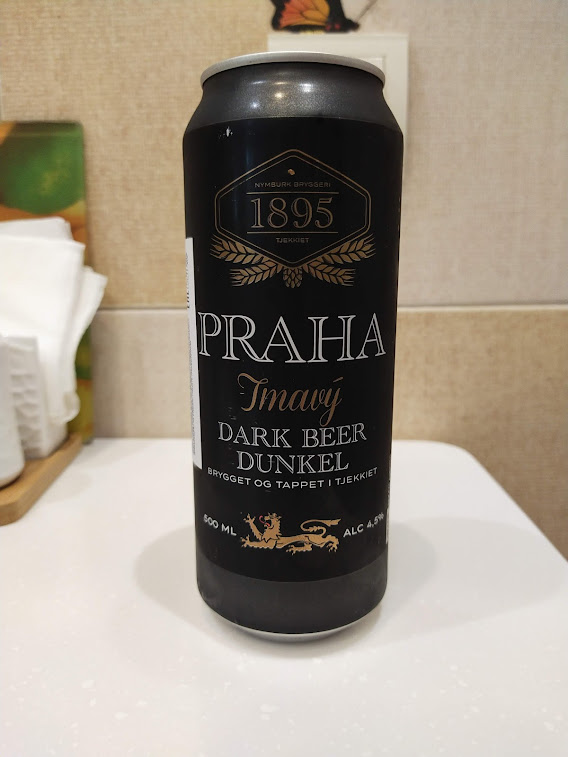 NYMBURK BRYGGERI
1895
TJEKKIET
PRAHA
Tmavý
DARK BEER
DUNKEL
BRYGGET OG TAPPET I TJEKKIET
500 ML
ALC 4,5%